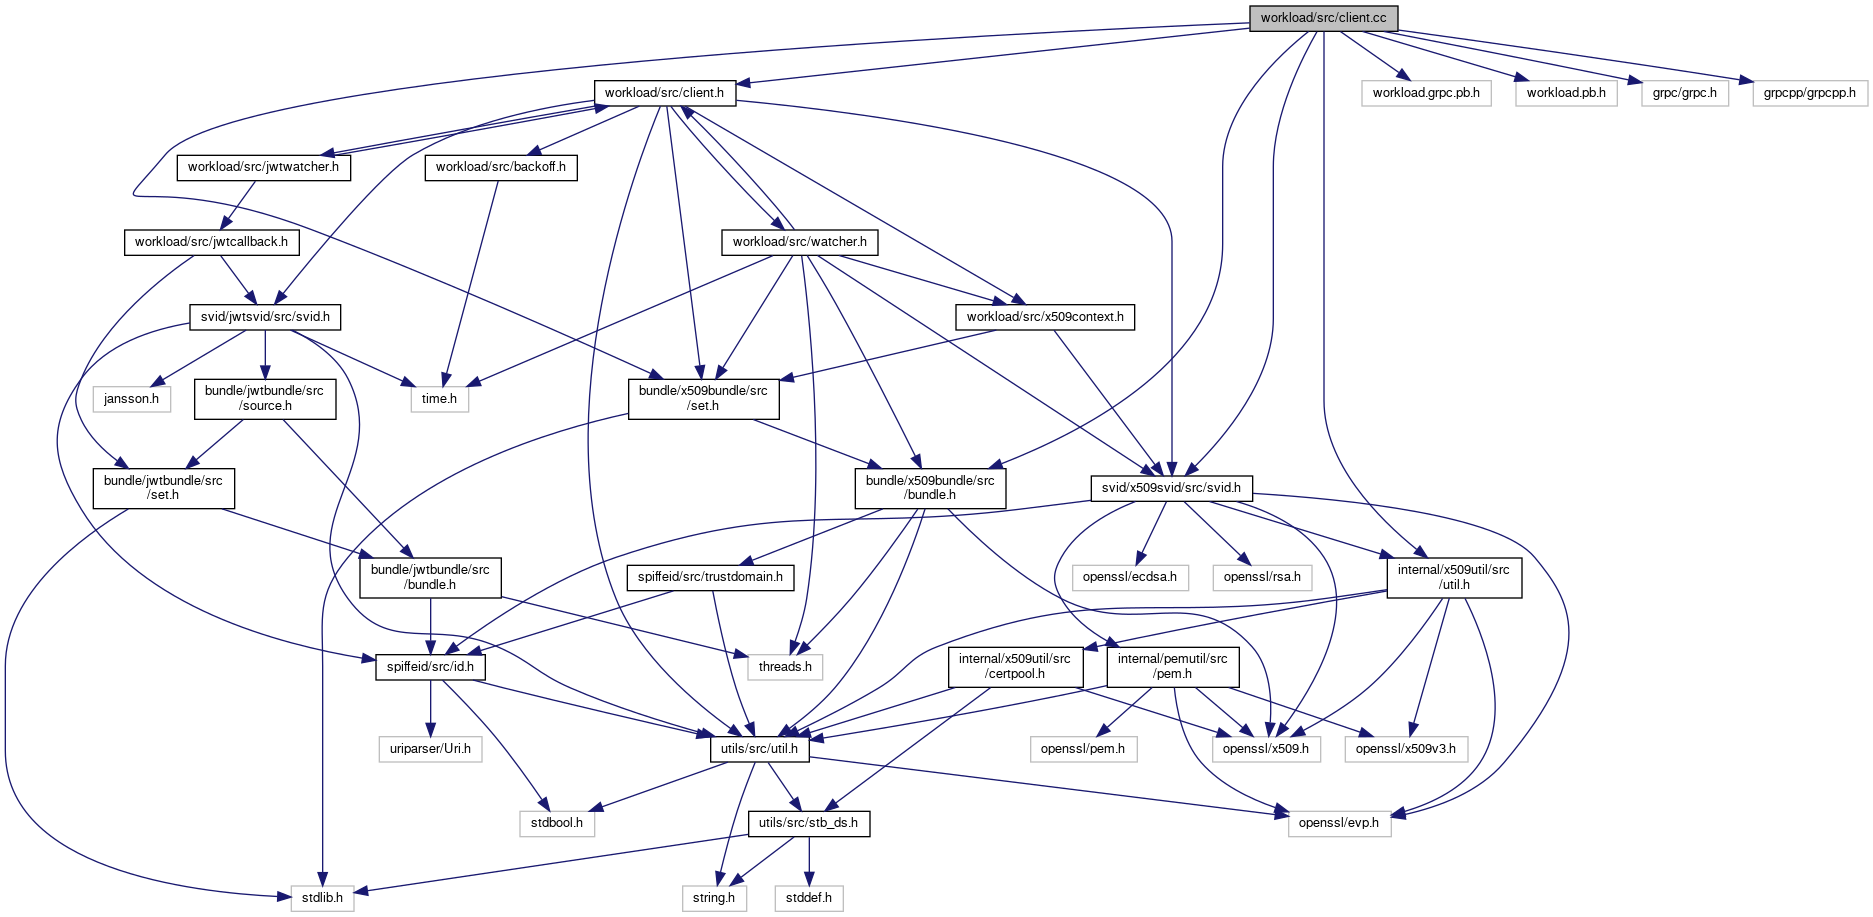 workload/src/client.cc
workload/src/client.h
workload.grpc.pb.h
workload.pb.h
grpc/grpc.h
grpcpp/grpcpp.h
workload/src/jwtwatcher.h
workload/src/backoff.h
workload/src/jwtcallback.h
workload/src/watcher.h
svid/jwtsvid/src/svid.h
workload/src/x509context.h
jansson.h
bundle/jwtbundle/src
/source.h
time.h
bundle/x509bundle/src
/set.h
bundle/jwtbundle/src
/set.h
bundle/x509bundle/src
/bundle.h
svid/x509svid/src/svid.h
bundle/jwtbundle/src
/bundle.h
spiffeid/src/trustdomain.h
openssl/ecdsa.h
openssl/rsa.h
internal/x509util/src
/util.h
spiffeid/src/id.h
threads.h
internal/x509util/src
/certpool.h
internal/pemutil/src
/pem.h
uriparser/Uri.h
utils/src/util.h
openssl/pem.h
openssl/x509.h
openssl/x509v3.h
stdbool.h
utils/src/stb_ds.h
openssl/evp.h
stdlib.h
string.h
stddef.h